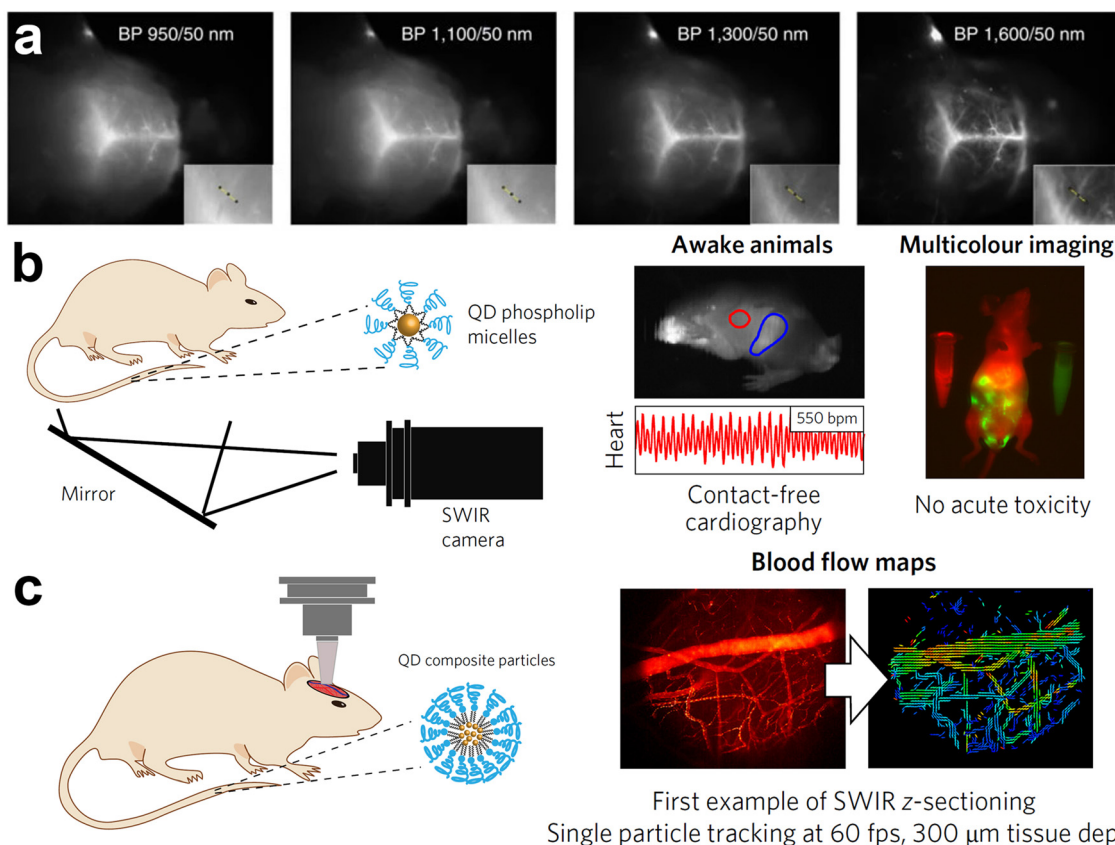 a
BP 950/50 nm
BP 1,100/50 nm
BP 1,300/50 nm
BP 1,600/50 nm
b
QD phospholip
micelles
Mirror
SWIR
camera
Awake animals
Heart
550 bpm
Contact-free
cardiography
Multicolour imaging
No acute toxicity
c
QD composite particles
Blood flow maps
First example of SWIR z-sectioning
Single particle tracking at 60 fps, 300 μm tissue dep